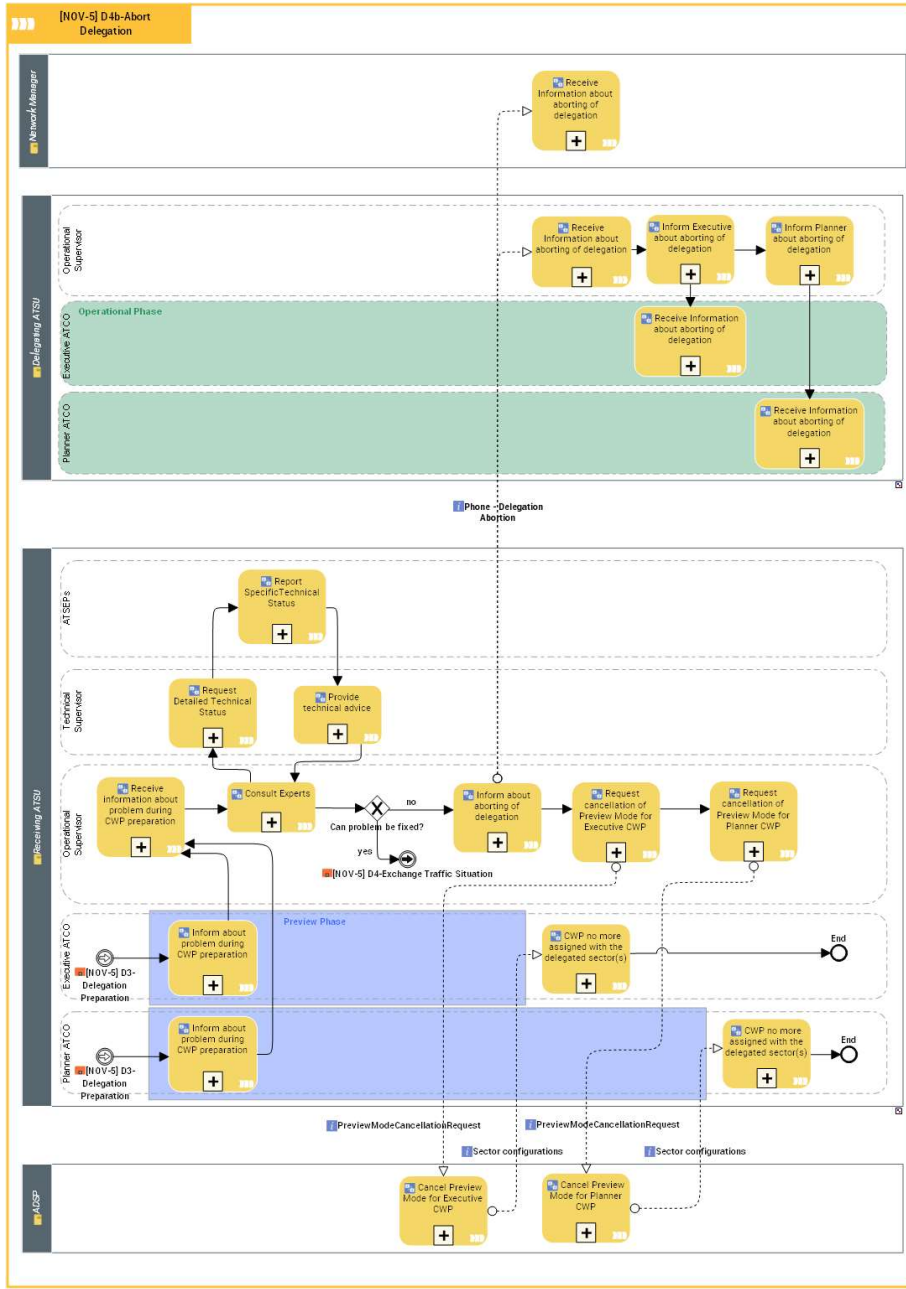 [NOV-5] D4b-Abort
Delegation
Network Manager
Receive
Information about
aborting of
delegation
Delegating ATSU
Operational
Supervisor
Receive
Information about
aborting of delegation
Inform Executive
about aborting of
delegation
Inform Planner
about aborting of
delegation
Operational Phase
Executive ATCO
Receive Information
about aborting of
delegation
Planner ATCO
Receive Information
about aborting of
delegation
Phone - Delegation
Abortion
Receiving ATSU
ATSEPs
Report
SpecificTechnical
Status
Technical
Supervisor
Request
Detailed Technical
Status
Provide
technical advice
Operational
Supervisor
Receive
information about
problem during
CWP preparation
Consult Experts
Can problem be fixed?
no
yes
[NOV-5] D4-Exchange Traffic Situation
Inform about
aborting of
delegation
Request
cancellation of
Preview Mode for
Executive CWP
Request
cancellation of
Preview Mode for
Planner CWP
Executive ATCO
Preview Phase
[NOV-5] D3-
Delegation
Preparation
Inform about
problem during
CWP preparation
CWP no more
assigned with the
delegated sector(s)
End
Planner ATCO
[NOV-5] D3-
Delegation
Preparation
Inform about
problem during
CWP preparation
CWP no more
assigned with the
delegated sector(s)
End
PreviewModeCancellationRequest
PreviewModeCancellationRequest
Sector configurations
Sector configurations
ADSP
Cancel Preview
Mode for Executive
CWP
Cancel Preview
Mode for Planner
CWP